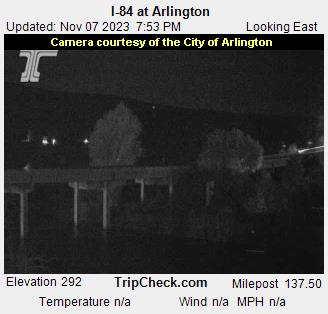 I-84 at Arlington
Updated: Nov 07 2023 7:53 PM Looking East
Camera courtesy of the City of Arlington
Elevation 292 TripCheck.com Milepost 137.50
Temperature n/a Wind n/a MPH n/a